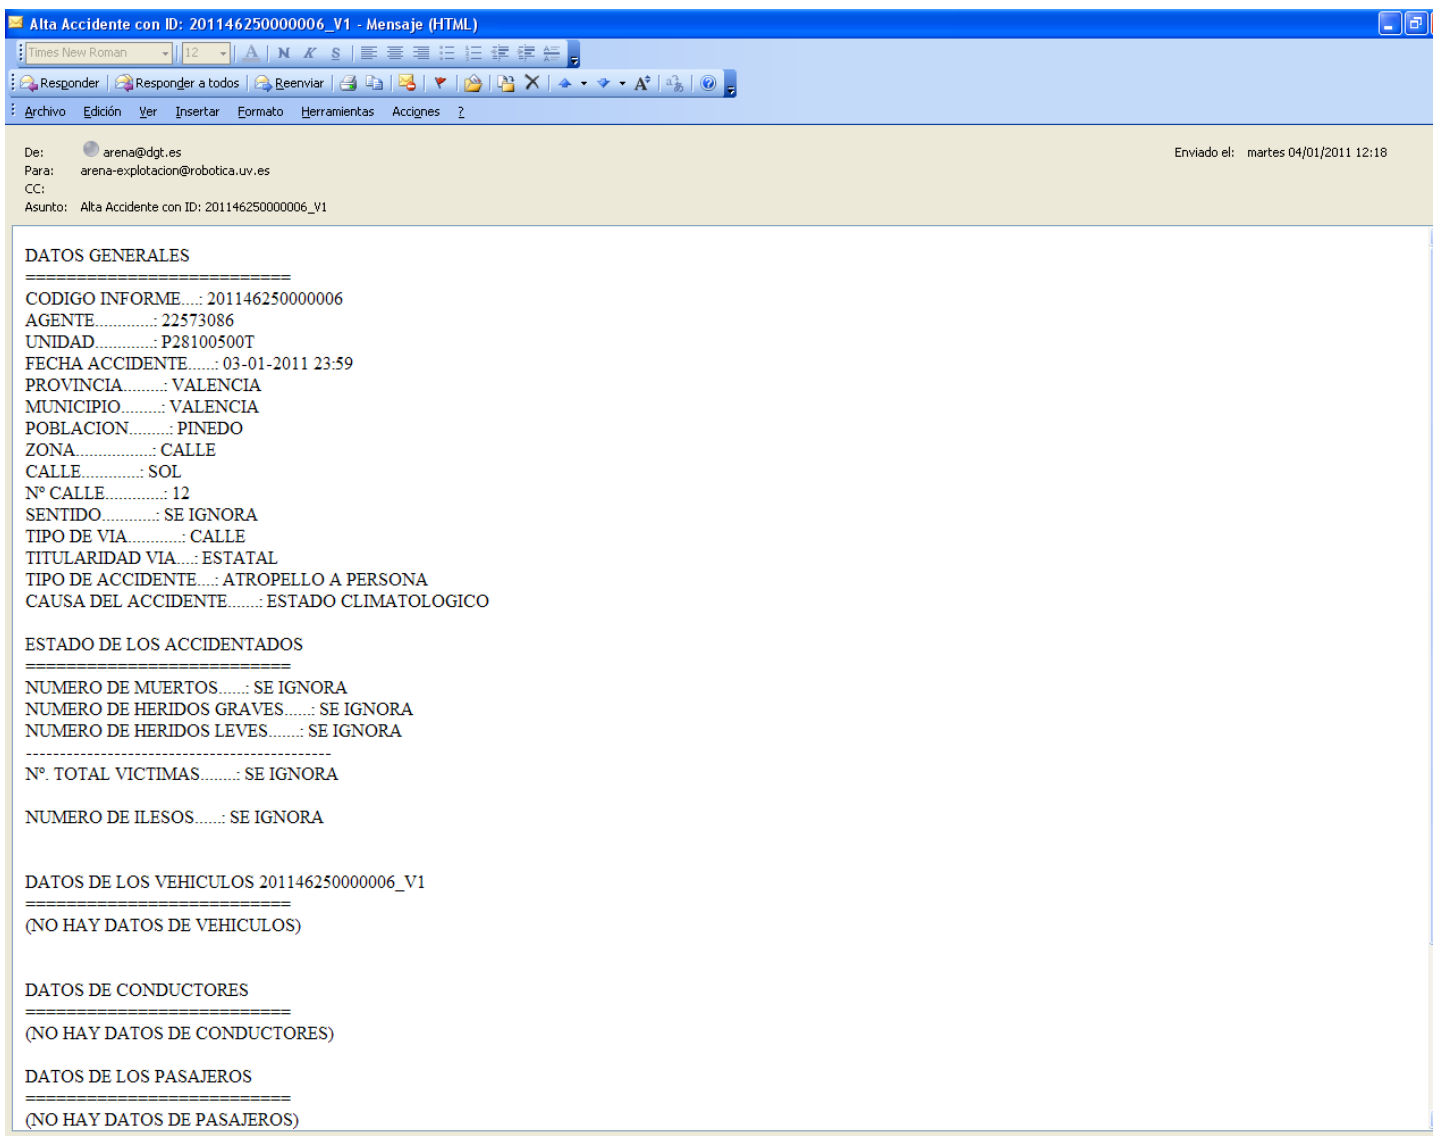 Alta Accidente con ID: 201146250000006_V1 - Mensaje (HTML)
Times New Roman 12 A N K S
Responder Responder a todos Reenviar
Archivo Edición Ver Insertar Formato Herramientas Acciones ?
De: arena@dgt.es Enviado el: martes 04/01/2011 12:18
Para: arena-explotacion@robotica.uv.es
CC:
Asunto: Alta Accidente con ID: 201146250000006_V1
DATOS GENERALES
==========================
CODIGO INFORME....: 201146250000006
AGENTE.............: 22573086
UNIDAD.............: P28100500T
FECHA ACCIDENTE......: 03-01-2011 23:59
PROVINCIA.........: VALENCIA
MUNICIPIO.........: VALENCIA
POBLACION.........: PINEDO
ZONA.................: CALLE
CALLE.............: SOL
Nº CALLE.............: 12
SENTIDO............: SE IGNORA
TIPO DE VIA............: CALLE
TITULARIDAD VIA....: ESTATAL
TIPO DE ACCIDENTE....: ATROPELLO A PERSONA
CAUSA DEL ACCIDENTE.......: ESTADO CLIMATOLOGICO
ESTADO DE LOS ACCIDENTADOS
==========================
NUMERO DE MUERTOS......: SE IGNORA
NUMERO DE HERIDOS GRAVES......: SE IGNORA
NUMERO DE HERIDOS LEVES.......: SE IGNORA
---------------------------------------------
Nº. TOTAL VICTIMAS........: SE IGNORA
NUMERO DE ILESOS......: SE IGNORA
DATOS DE LOS VEHICULOS 201146250000006_V1
==========================
(NO HAY DATOS DE VEHICULOS)
DATOS DE CONDUCTORES
==========================
(NO HAY DATOS DE CONDUCTORES)
DATOS DE LOS PASAJEROS
==========================
(NO HAY DATOS DE PASAJEROS)